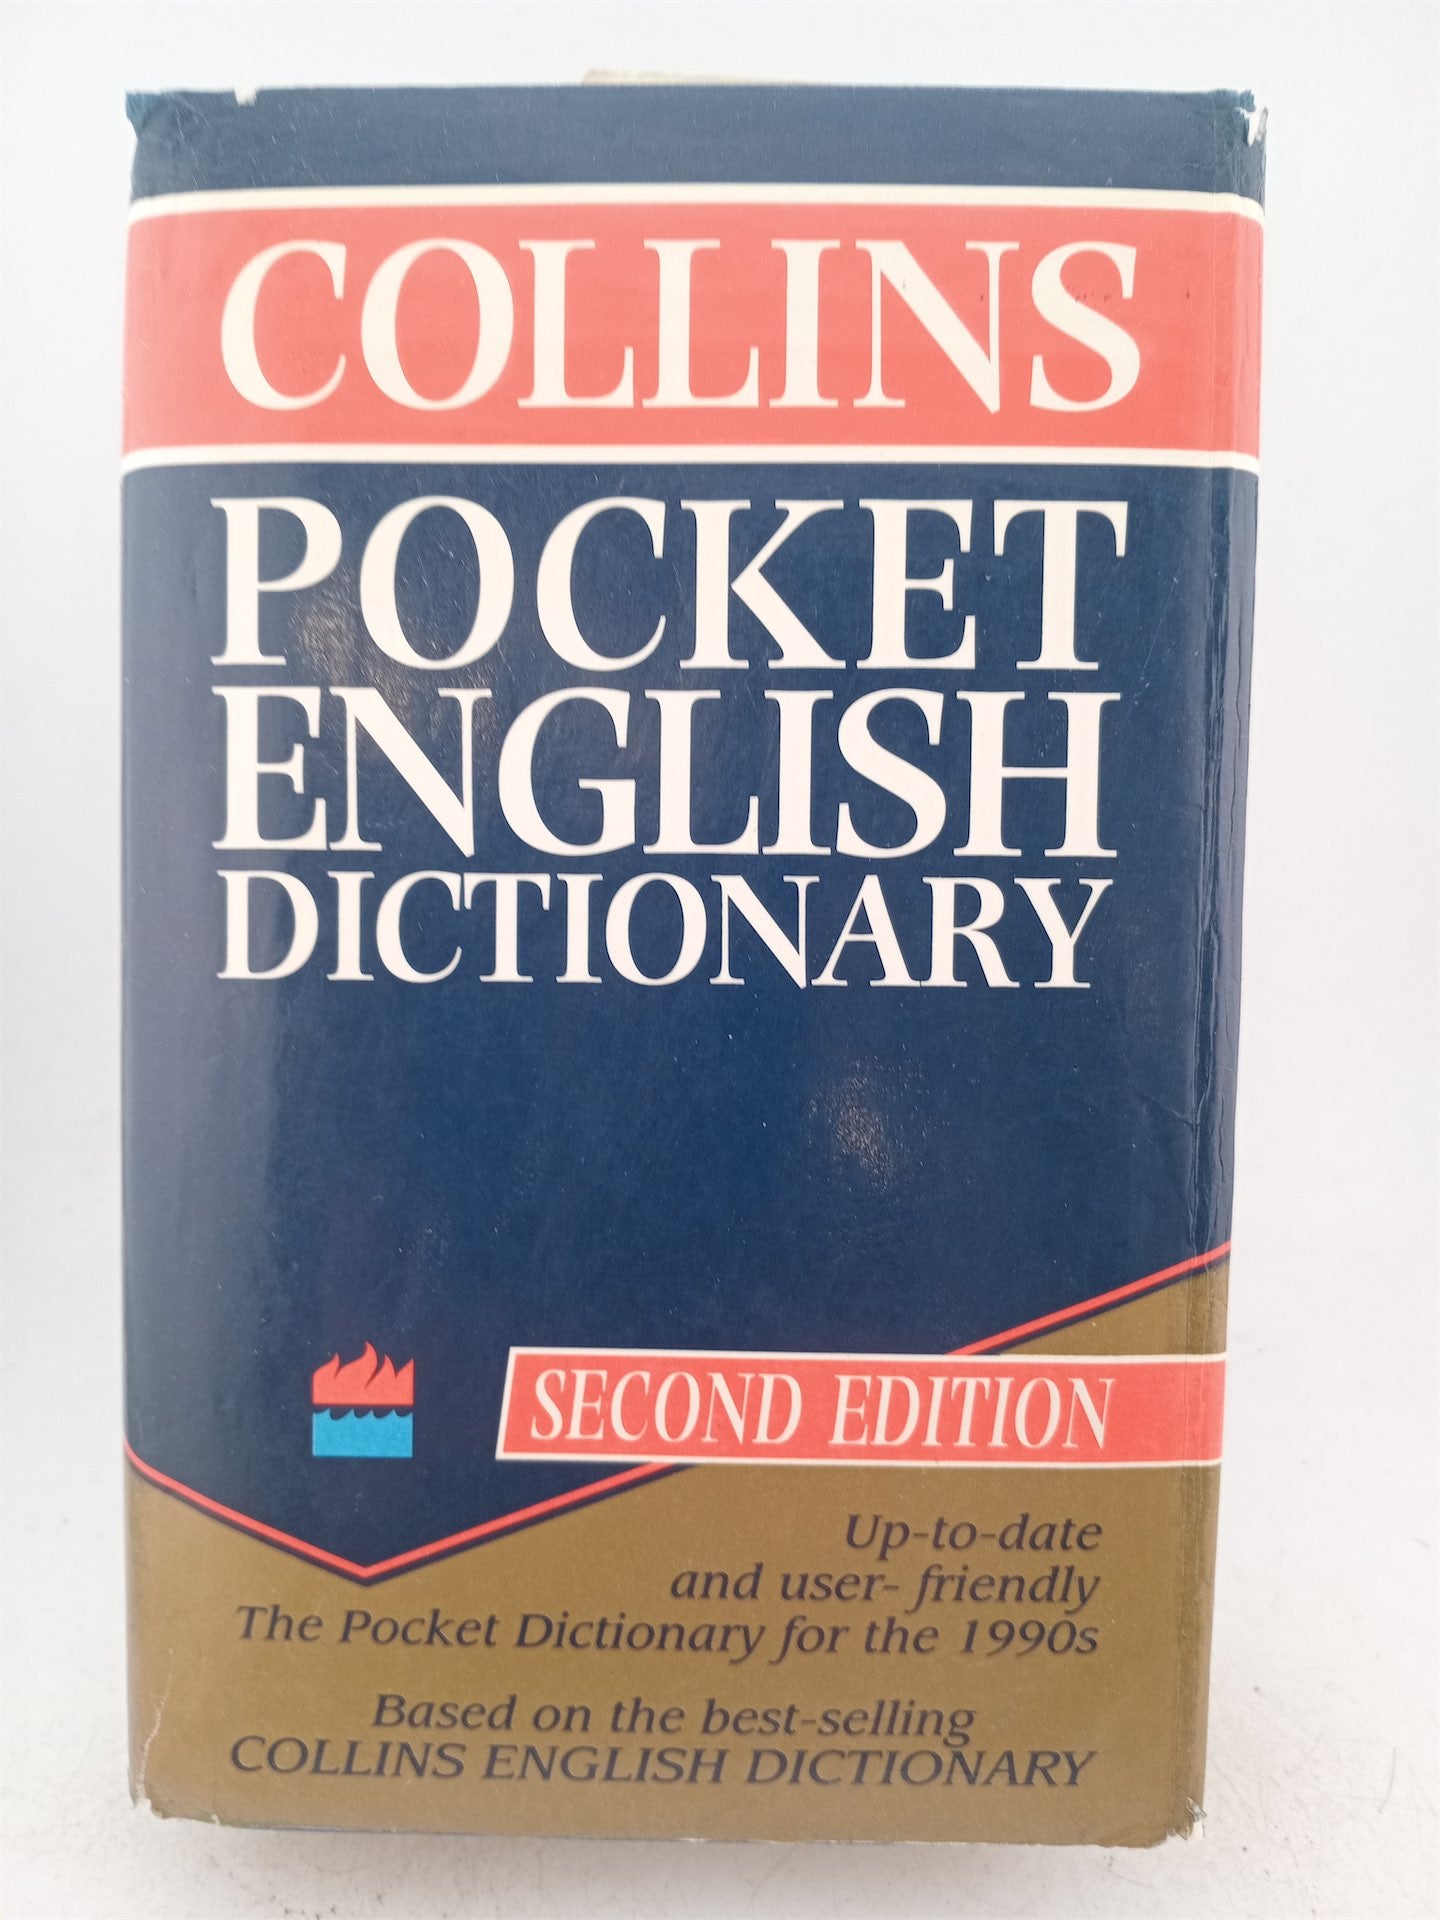 COLLINS
POCKET
ENGLISH
DICTIONARY
SECOND EDITION
Up-to-date
and user- friendly
The Pocket Dictionary for the 1990s
Based on the best-selling
COLLINS ENGLISH DICTIONARY